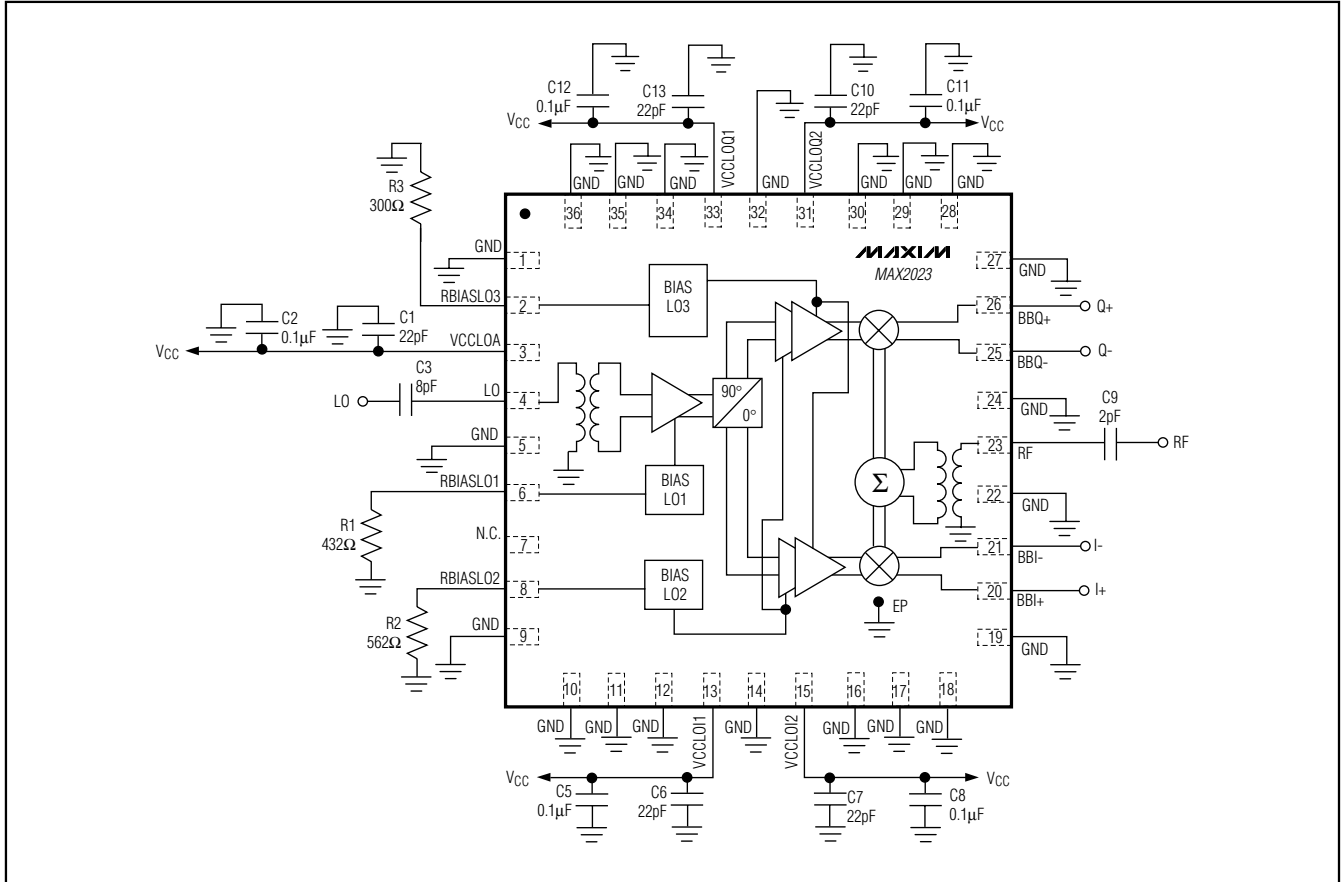 C12
0.1µF
C13
22pF
C10
22pF
C11
0.1µF
VCC
VCC
VCCLOQ1
VCCLOQ2
GND
GND
GND
GND
GND
GND
GND
36
35
34
33
32
31
30
29
28
R3
300Ω
MAXIM
MAX2023
GND
1
RBIASLO3
2
C2
0.1µF
C1
22pF
VCC
VCCLOA
3
C3
8pF
LO
LO
4
GND
5
RBIASLO1
6
R1
432Ω
N.C.
7
RBIASLO2
8
R2
562Ω
GND
9
BIAS
LO3
90°
0°
BIAS
LO1
BIAS
LO2
Σ
EP
27
GND
26
BBQ+
Q+
25
BBQ-
Q-
24
GND
C9
2pF
23
RF
RF
22
GND
21
BBI-
I-
20
BBI+
I+
19
GND
10
11
12
13
14
15
16
17
18
GND
GND
GND
VCCLOI1
GND
VCCLOI2
GND
GND
GND
VCC
C5
0.1µF
C6
22pF
C7
22pF
C8
0.1µF
VCC